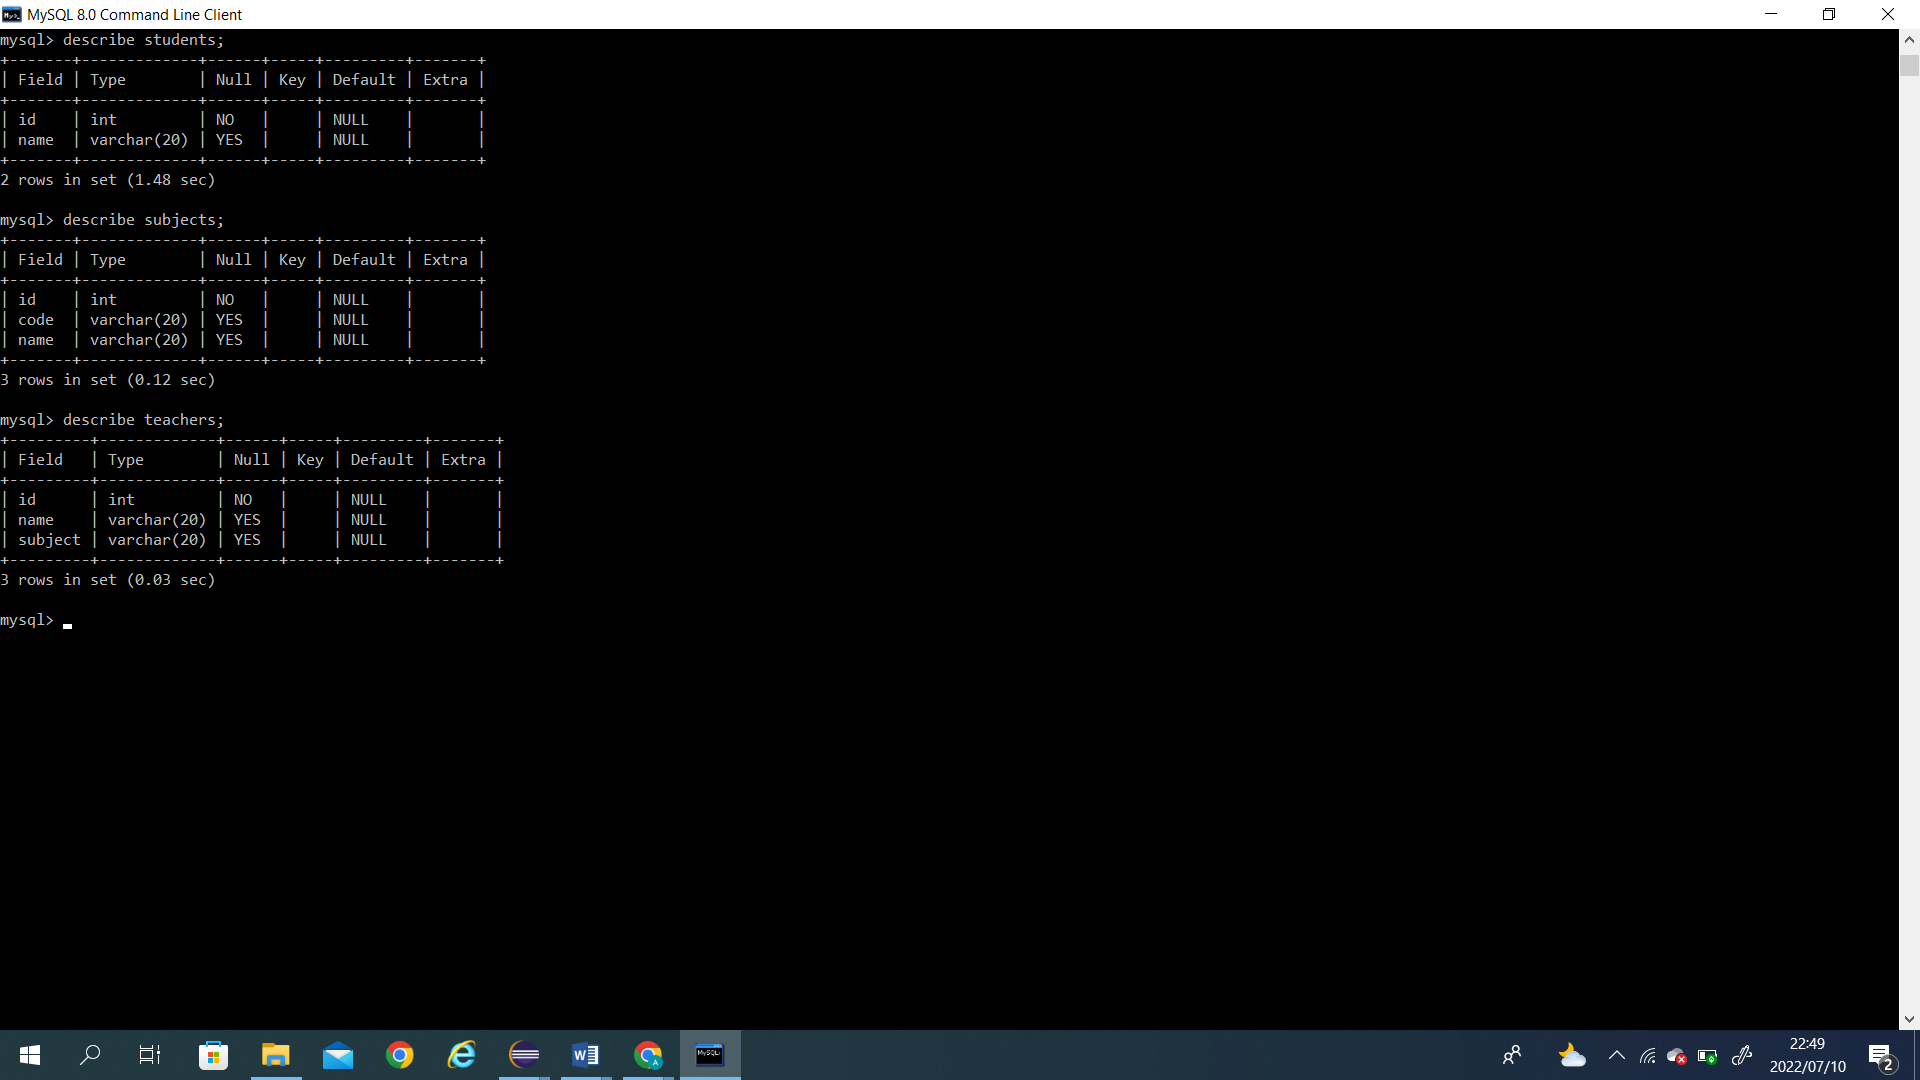 MySQL 8.0 Command Line Client
mysql> describe students;
+-------+-------------+------+-----+---------+-------+
| Field | Type        | Null | Key | Default | Extra |
+-------+-------------+------+-----+---------+-------+
| id    | int         | NO   |     | NULL    |       |
| name  | varchar(20) | YES  |     | NULL    |       |
+-------+-------------+------+-----+---------+-------+
2 rows in set (1.48 sec)
mysql> describe subjects;
+-------+-------------+------+-----+---------+-------+
| Field | Type        | Null | Key | Default | Extra |
+-------+-------------+------+-----+---------+-------+
| id    | int         | NO   |     | NULL    |       |
| code  | varchar(20) | YES  |     | NULL    |       |
| name  | varchar(20) | YES  |     | NULL    |       |
+-------+-------------+------+-----+---------+-------+
3 rows in set (0.12 sec)
mysql> describe teachers;
+---------+-------------+------+-----+---------+-------+
| Field   | Type        | Null | Key | Default | Extra |
+---------+-------------+------+-----+---------+-------+
| id      | int         | NO   |     | NULL    |       |
| name    | varchar(20) | YES  |     | NULL    |       |
| subject | varchar(20) | YES  |     | NULL    |       |
+---------+-------------+------+-----+---------+-------+
3 rows in set (0.03 sec)
mysql>
22:49
2022/07/10
2